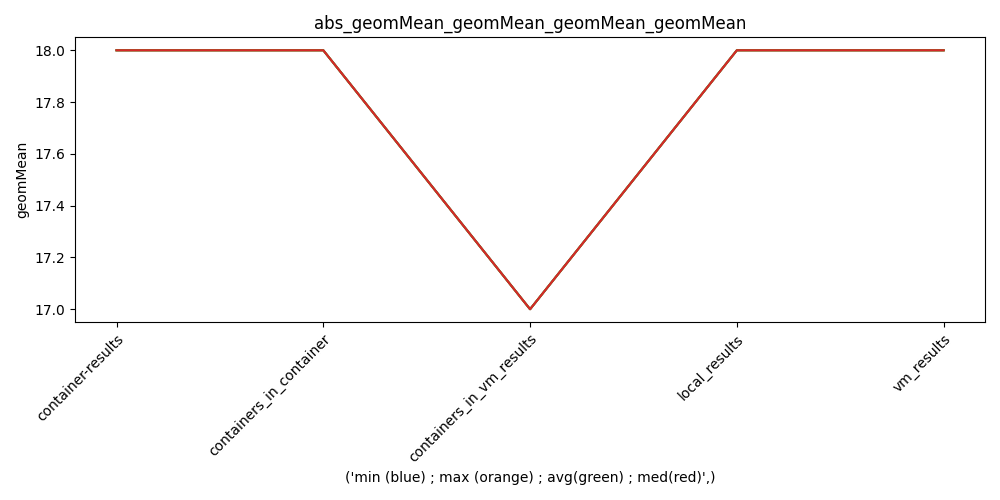 abs_geomMean_geomMean_geomMean_geomMean
geomMean
18.0
17.8
17.6
17.4
17.2
17.0
container-results
containers_in_container
containers_in_vm_results
local_results
vm_results
('min (blue) ; max (orange) ; avg(green) ; med(red)',)